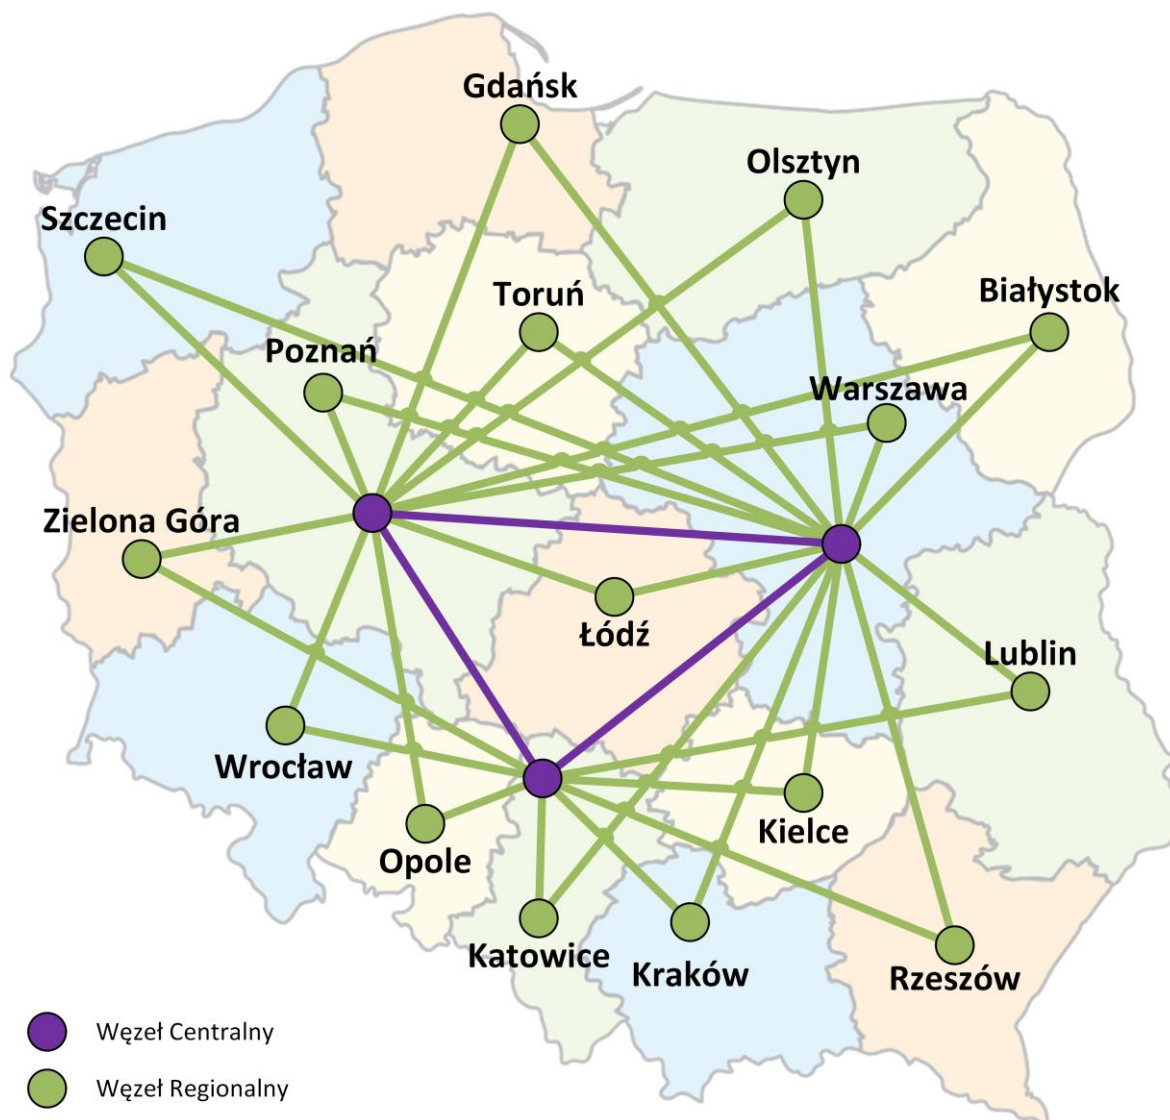 Gdańsk
Olsztyn
Szczecin
Białystok
Toruń
Poznań
Warszawa
Zielona Góra
Łódź
Lublin
Wrocław
Kielce
Opole
Katowice
Kraków
Rzeszów
Węzeł Centralny
Węzeł Regionalny